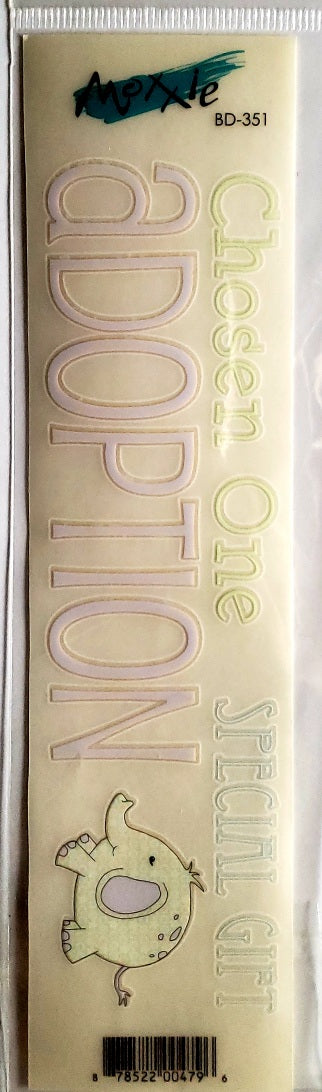 Moxxie
BD-351
Chosen One
SPECIAL GIFT
aDOPTION
8 78522 00479 6